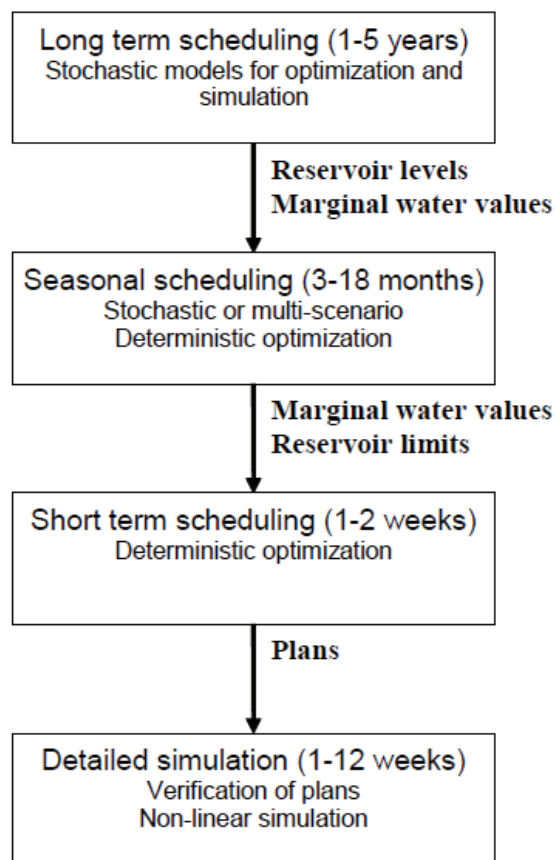 Long term scheduling (1-5 years)
Stochastic models for optimization and
simulation
Reservoir levels
Marginal water values
Seasonal scheduling (3-18 months)
Stochastic or multi-scenario
Deterministic optimization
Marginal water values
Reservoir limits
Short term scheduling (1-2 weeks)
Deterministic optimization
Plans
Detailed simulation (1-12 weeks)
Verification of plans
Non-linear simulation